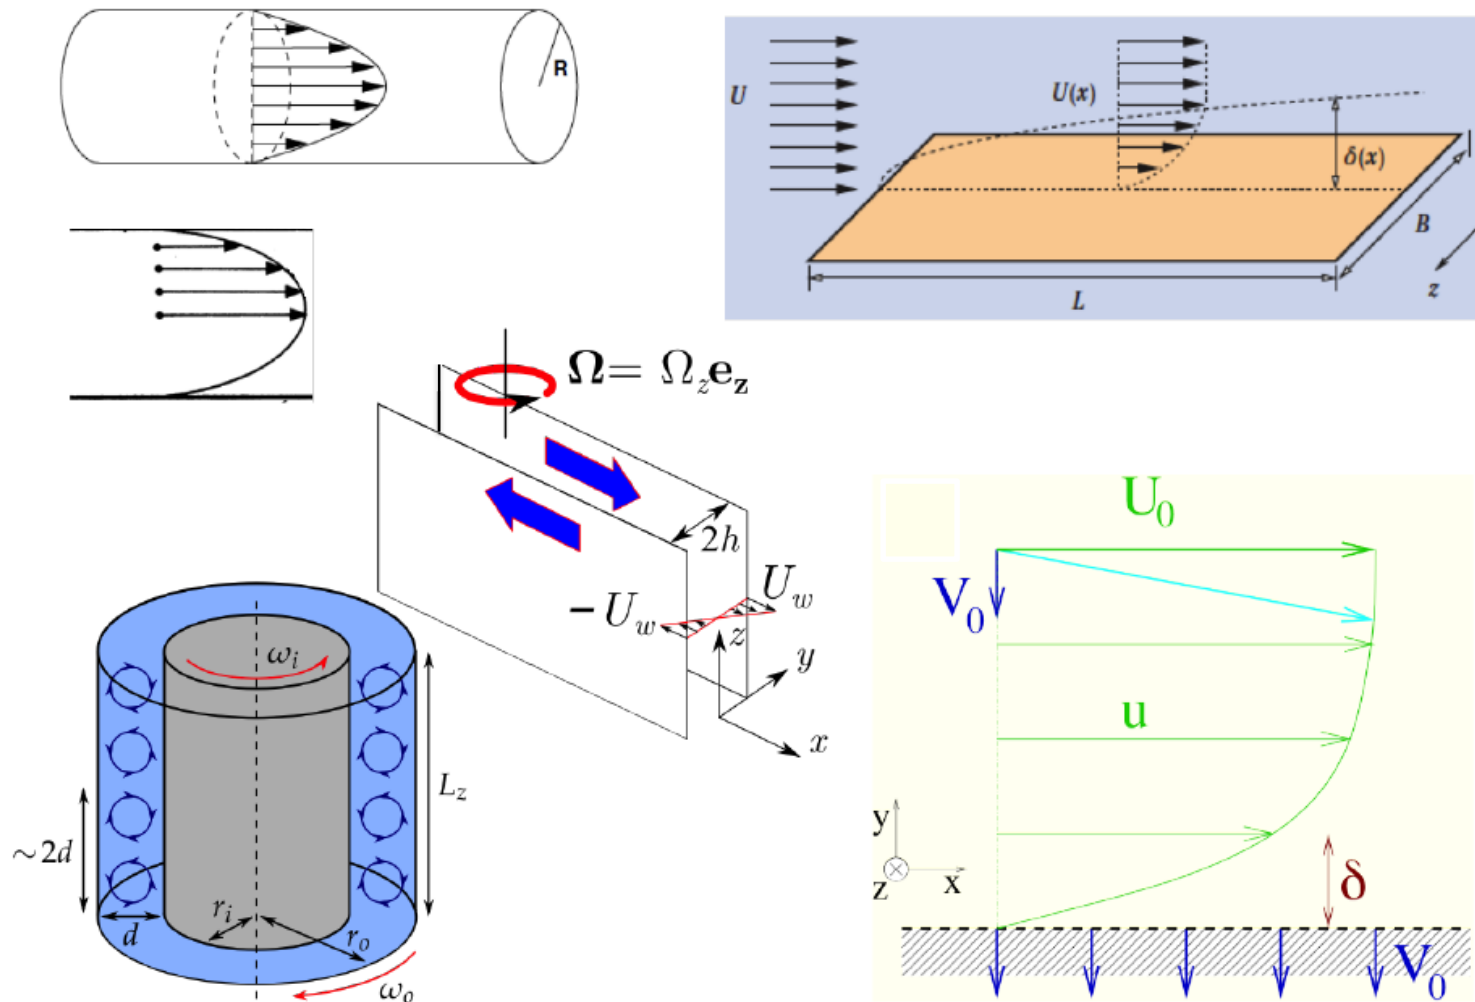 R
U
U(x)
δ(x)
B
L
z
Ω= Ω_z e_z
2h
U_w
−U_w
z
y
x
ω_i
L_z
~2d
r_i
d
r_o
ω_o
U_0
V_0
u
y
z
x
δ
V_0